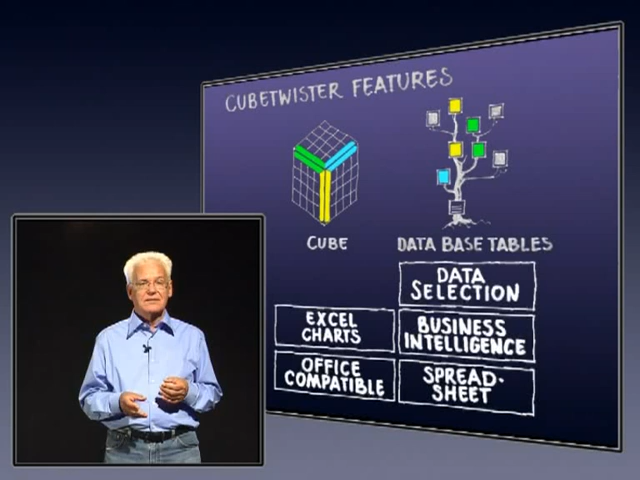 CUBETWISTER FEATURES
CUBE
DATA BASE TABLES
DATA
SELECTION
EXCEL
CHARTS
BUSINESS
INTELLIGENCE
OFFICE
COMPATIBLE
SPREAD-
SHEET